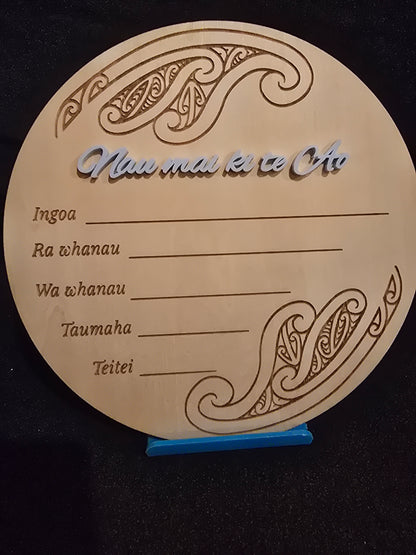 Nau mai ki te Ao
Ingoa
Ra whanau
Wa whanau
Taumaha
Teitei